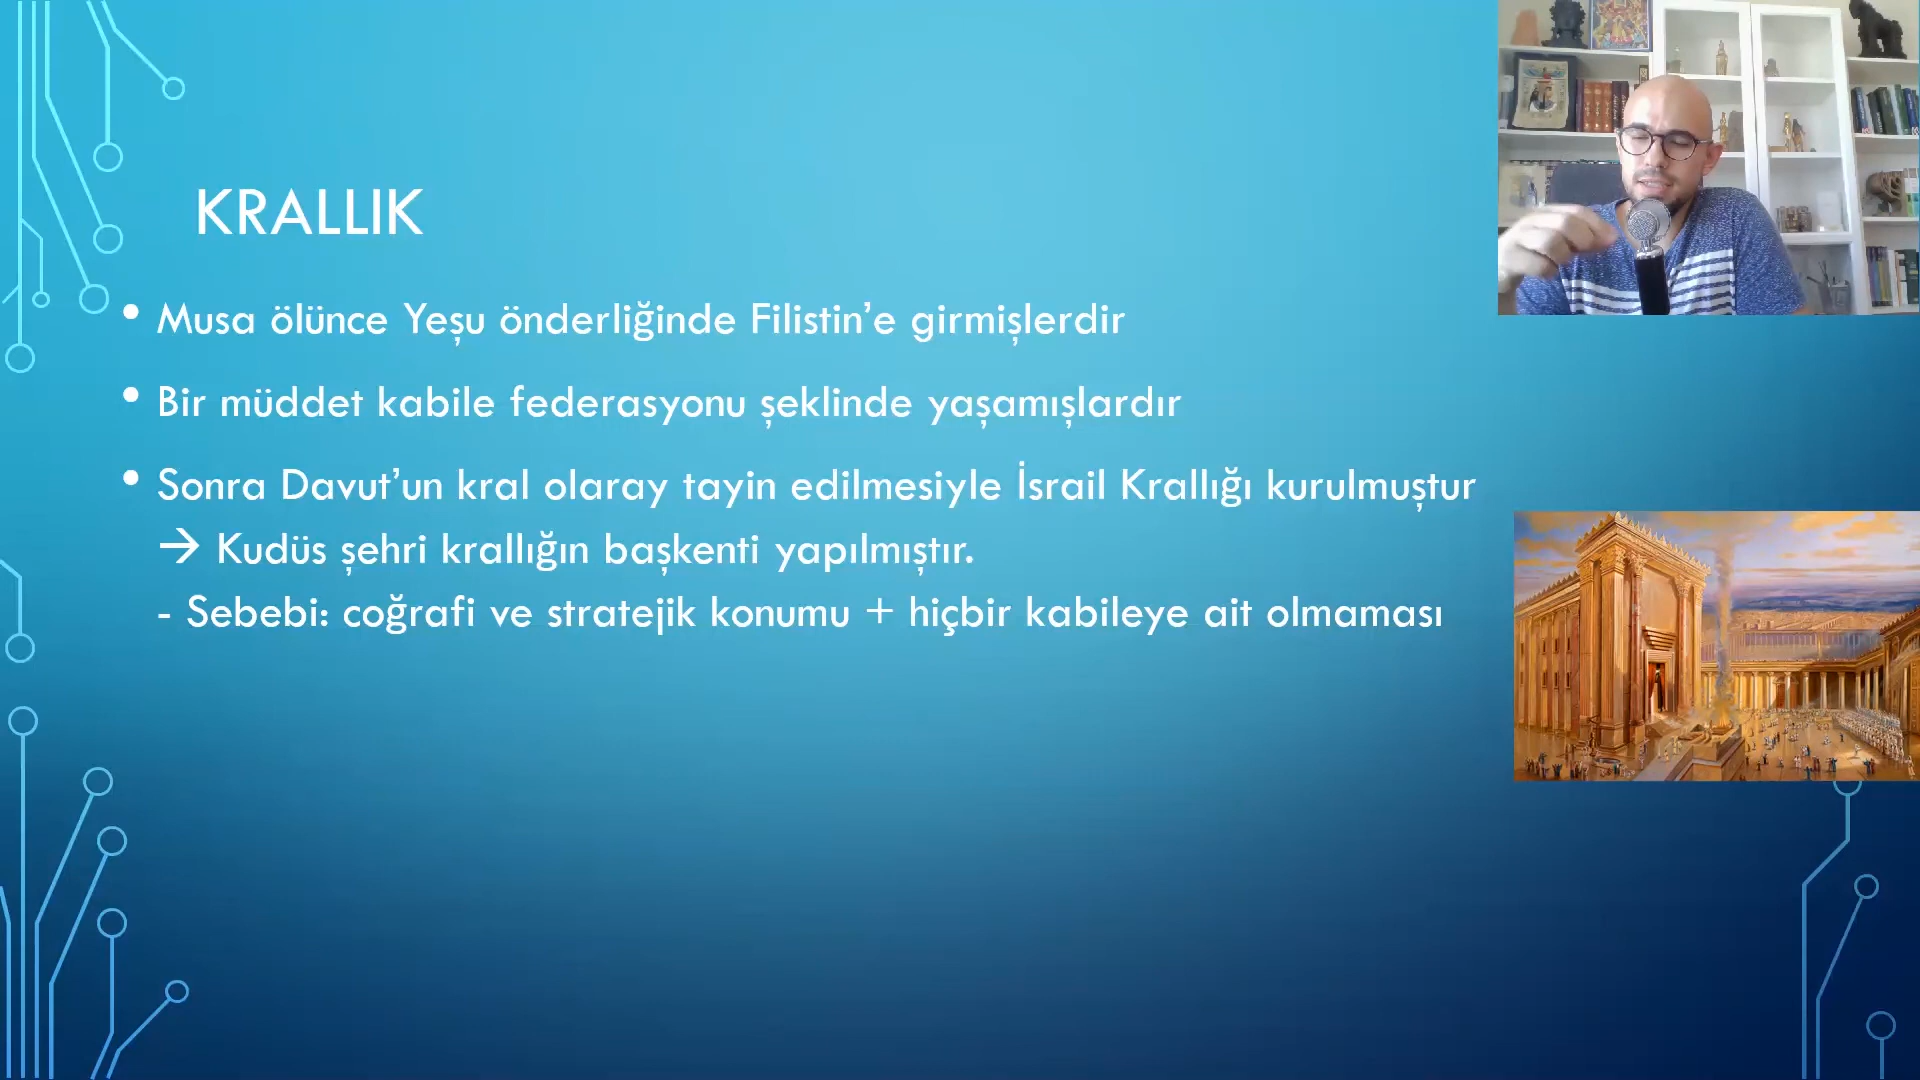 KRALLIK
• Musa ölünce Yeşu önderliğinde Filistin’e girmişlerdir
• Bir müddet kabile federasyonu şeklinde yaşamışlardır
• Sonra Davut’un kral olaray tayin edilmesiyle İsrail Krallığı kurulmuştur
→ Kudüs şehri krallığın başkenti yapılmıştır.
- Sebebi: coğrafi ve stratejik konumu + hiçbir kabileye ait olmaması